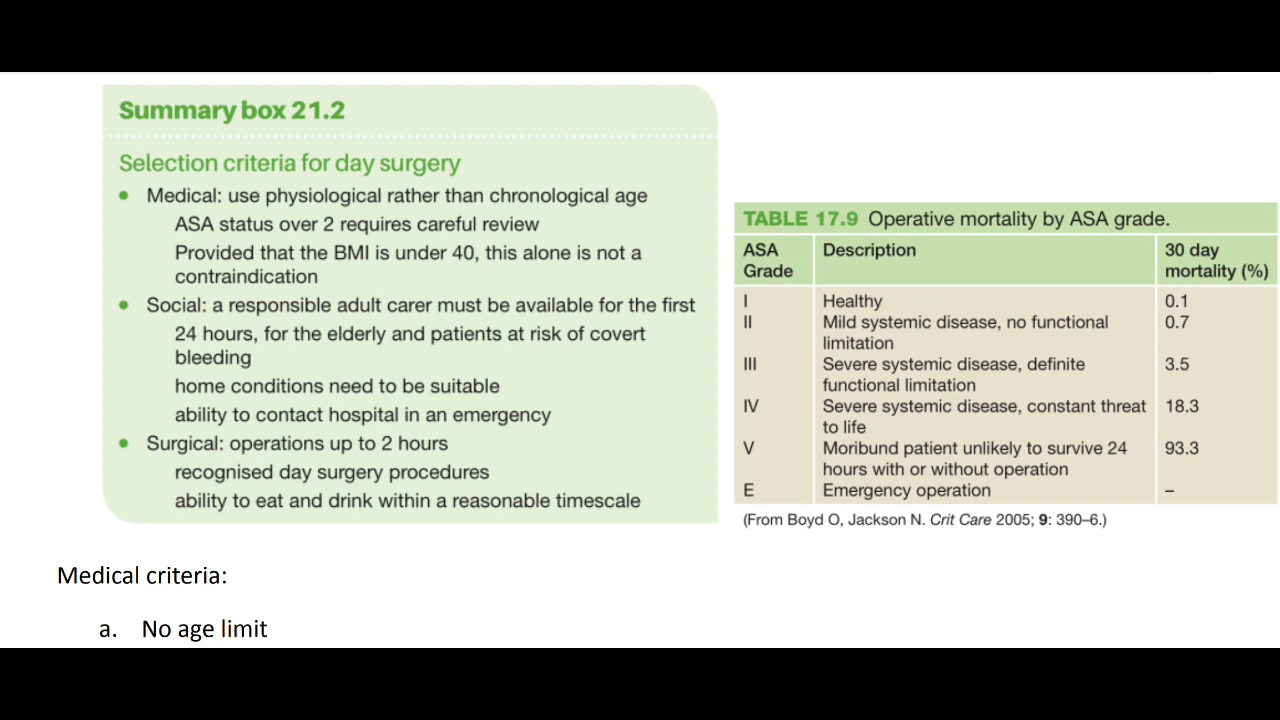 Summary box 21.2
Selection criteria for day surgery
• Medical: use physiological rather than chronological age
ASA status over 2 requires careful review
Provided that the BMI is under 40, this alone is not a
contraindication
• Social: a responsible adult carer must be available for the first
24 hours, for the elderly and patients at risk of covert
bleeding
home conditions need to be suitable
ability to contact hospital in an emergency
• Surgical: operations up to 2 hours
recognised day surgery procedures
ability to eat and drink within a reasonable timescale
TABLE 17.9 Operative mortality by ASA grade.
ASA Grade Description 30 day mortality (%)
I Healthy 0.1
II Mild systemic disease, no functional 0.7
limitation
III Severe systemic disease, definite 3.5
functional limitation
IV Severe systemic disease, constant threat 18.3
to life
V Moribund patient unlikely to survive 24 93.3
hours with or without operation
E Emergency operation –
(From Boyd O, Jackson N. Crit Care 2005; 9: 390–6.)
Medical criteria:
a. No age limit